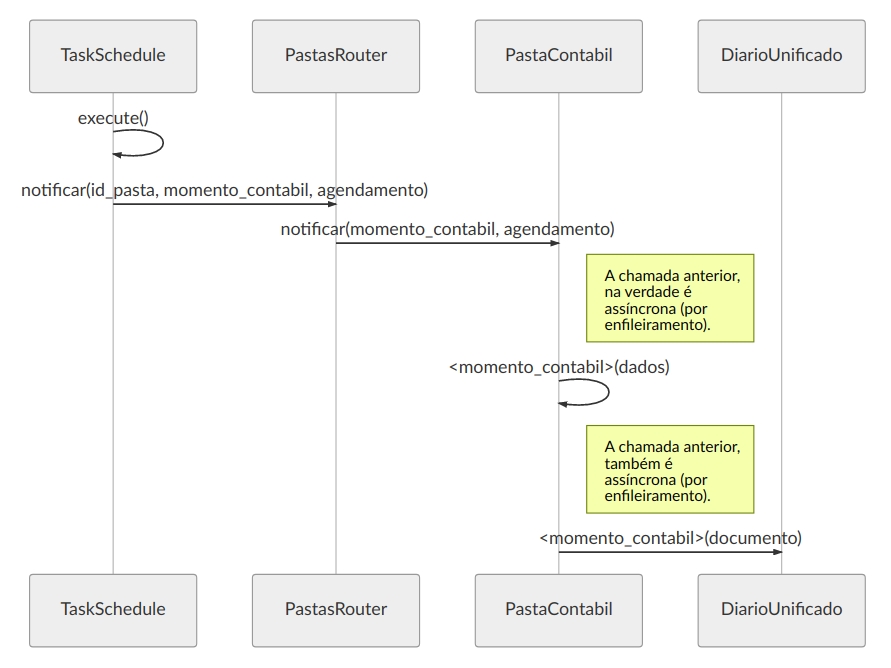 TaskSchedule
PastasRouter
PastaContabil
DiarioUnificado
execute()
notificar(id_pasta, momento_contabil, agendamento)
notificar(momento_contabil, agendamento)
A chamada anterior,
na verdade é
assíncrona (por
enfileiramento).
<momento_contabil>(dados)
A chamada anterior,
também é
assíncrona (por
enfileiramento).
<momento_contabil>(documento)
TaskSchedule
PastasRouter
PastaContabil
DiarioUnificado